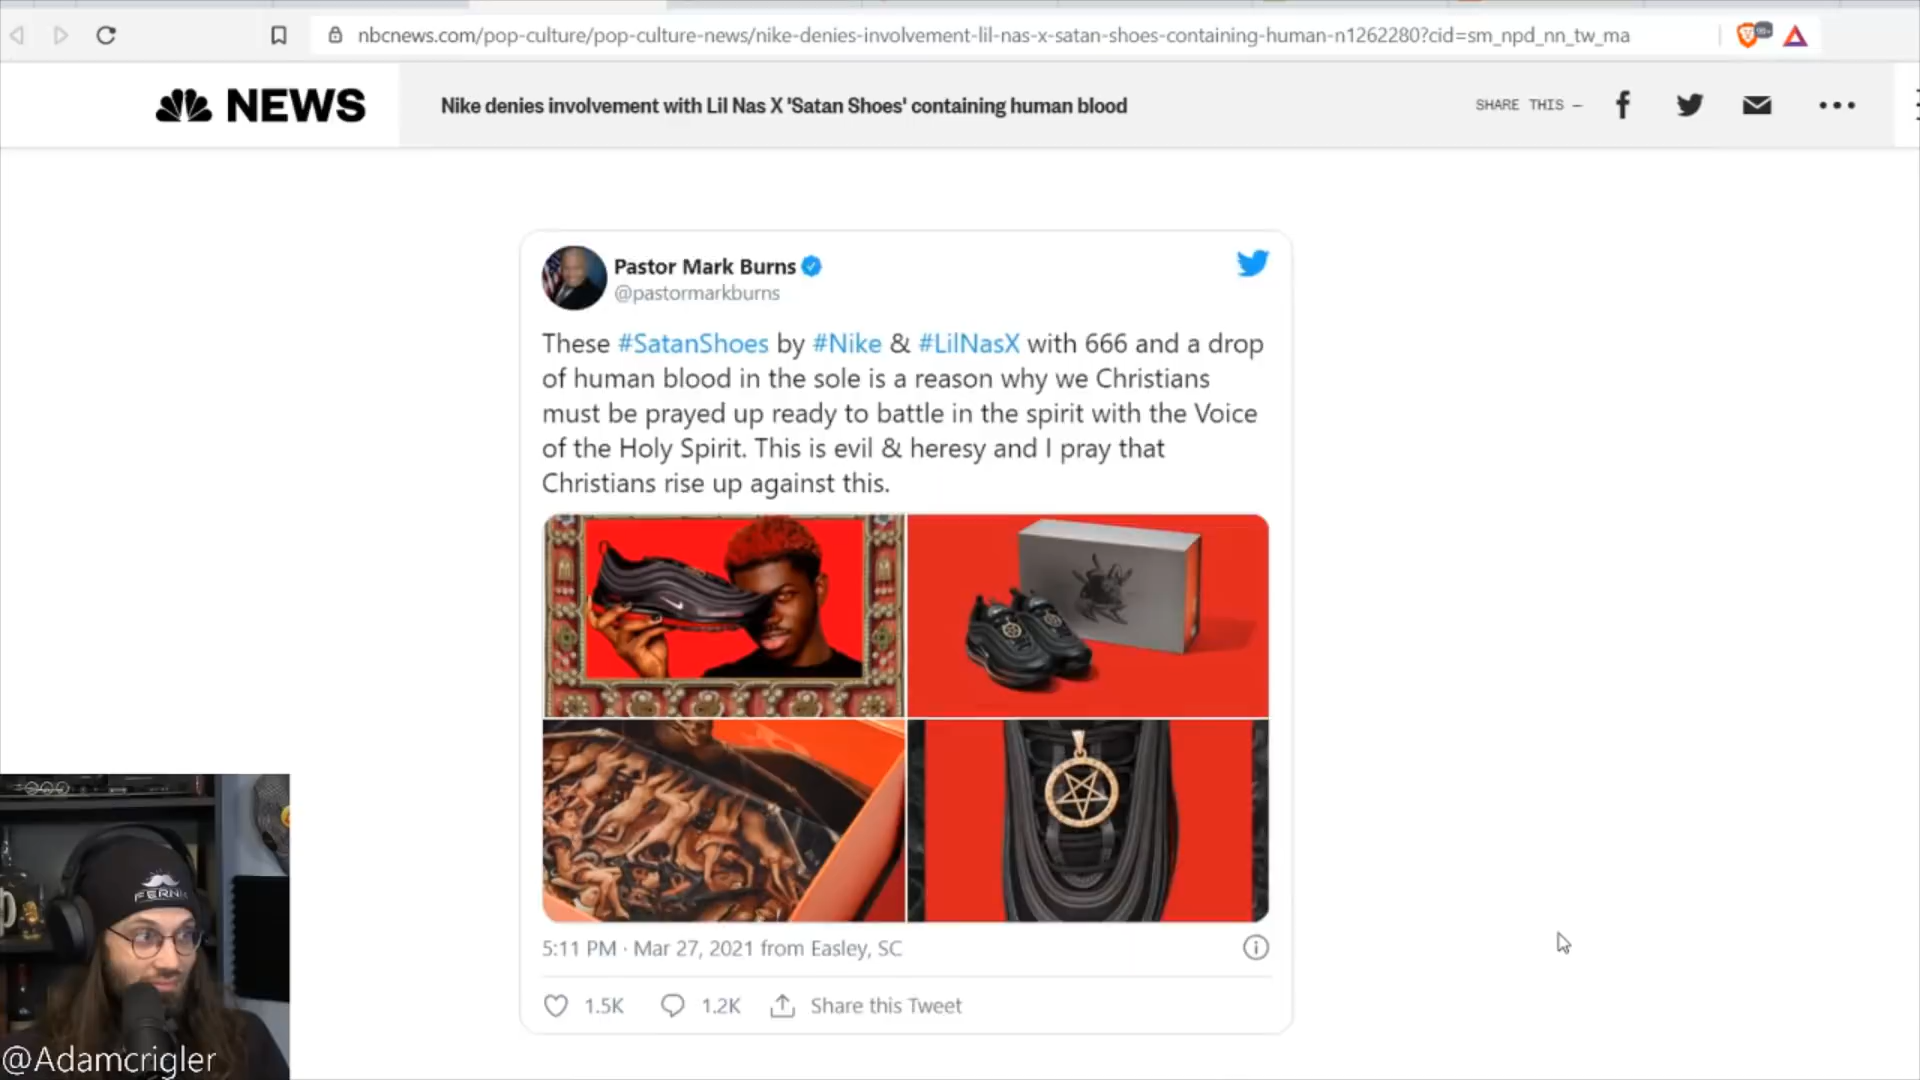 nbcnews.com/pop-culture/pop-culture-news/nike-denies-involvement-lil-nas-x-satan-shoes-containing-human-n1262280?cid=sm_npd_nn_tw_ma
NEWS
Nike denies involvement with Lil Nas X 'Satan Shoes' containing human blood
SHARE THIS —
Pastor Mark Burns
@pastormarkburns
These #SatanShoes by #Nike & #LilNasX with 666 and a drop
of human blood in the sole is a reason why we Christians
must be prayed up ready to battle in the spirit with the Voice
of the Holy Spirit. This is evil & heresy and I pray that
Christians rise up against this.
5:11 PM · Mar 27, 2021 from Easley, SC
1.5K
1.2K
Share this Tweet
@Adamcrigler